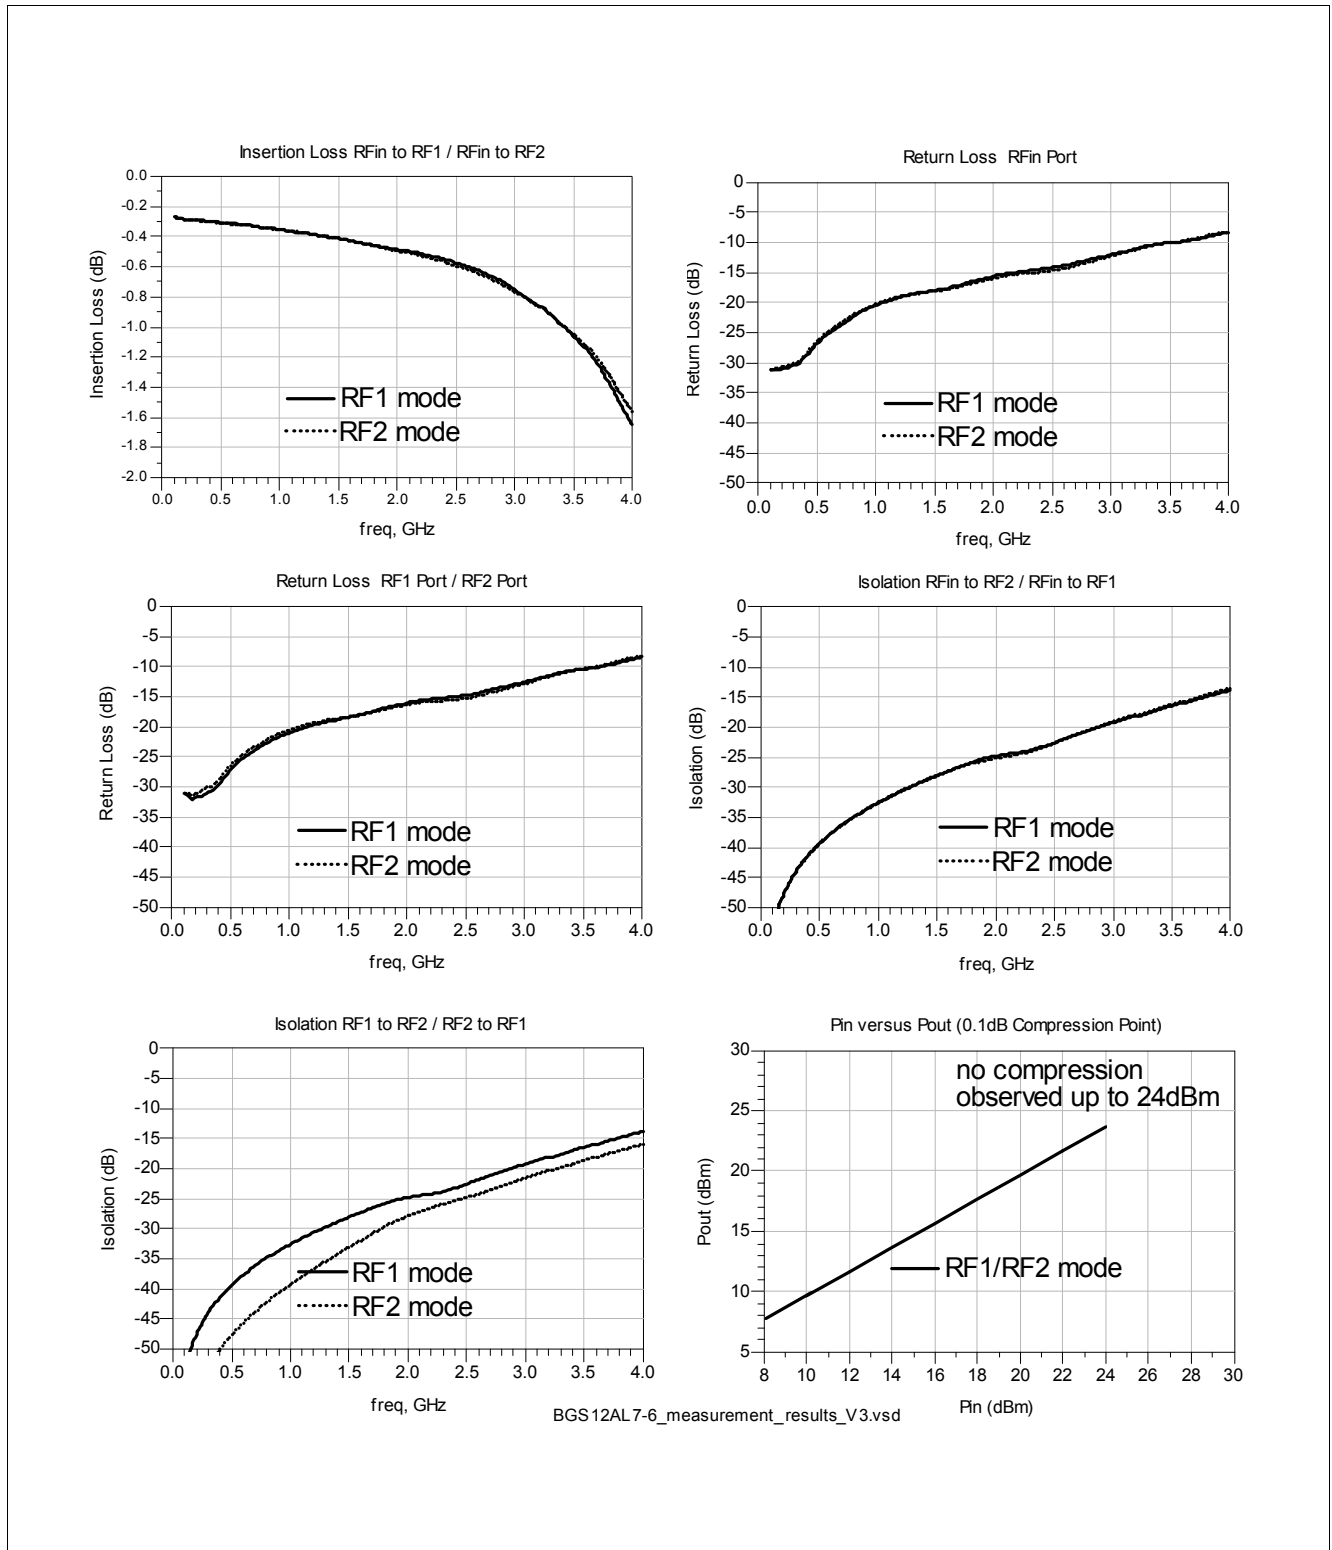 Insertion Loss RFin to RF1 / RFin to RF2
0.0
-0.2
-0.4
-0.6
-0.8
-1.0
-1.2
-1.4
-1.6
-1.8
-2.0
Insertion Loss (dB)
RF1 mode
RF2 mode
0.0 0.5 1.0 1.5 2.0 2.5 3.0 3.5 4.0
freq, GHz
Return Loss RFin Port
0
-5
-10
-15
-20
-25
-30
-35
-40
-45
-50
Return Loss (dB)
RF1 mode
RF2 mode
0.0 0.5 1.0 1.5 2.0 2.5 3.0 3.5 4.0
freq, GHz
Return Loss RF1 Port / RF2 Port
0
-5
-10
-15
-20
-25
-30
-35
-40
-45
-50
Return Loss (dB)
RF1 mode
RF2 mode
0.0 0.5 1.0 1.5 2.0 2.5 3.0 3.5 4.0
freq, GHz
Isolation RFin to RF2 / RFin to RF1
0
-5
-10
-15
-20
-25
-30
-35
-40
-45
-50
Isolation (dB)
RF1 mode
RF2 mode
0.0 0.5 1.0 1.5 2.0 2.5 3.0 3.5 4.0
freq, GHz
Isolation RF1 to RF2 / RF2 to RF1
0
-5
-10
-15
-20
-25
-30
-35
-40
-45
-50
Isolation (dB)
RF1 mode
RF2 mode
0.0 0.5 1.0 1.5 2.0 2.5 3.0 3.5 4.0
freq, GHz
Pin versus Pout (0.1dB Compression Point)
30
25
20
15
10
5
Pout (dBm)
no compression
observed up to 24dBm
RF1/RF2 mode
8 10 12 14 16 18 20 22 24 26 28 30
Pin (dBm)
BGS12AL7-6_measurement_results_V3.vsd